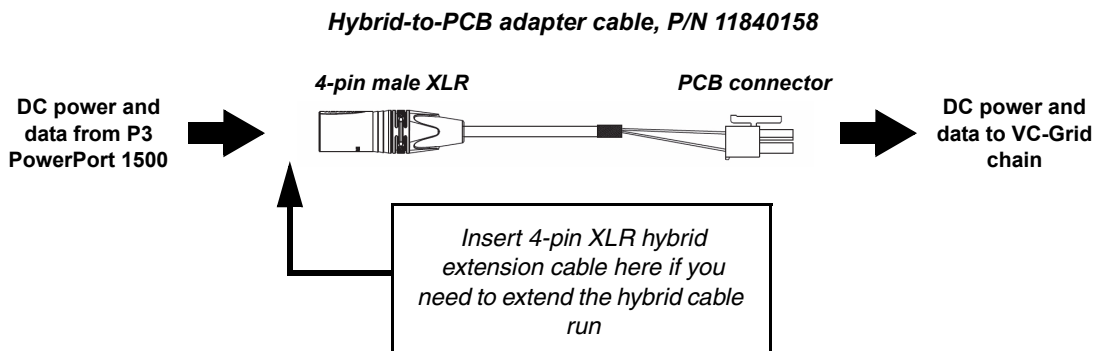 Hybrid-to-PCB adapter cable, P/N 11840158
4-pin male XLR
PCB connector
DC power and
data from P3
PowerPort 1500
DC power and
data to VC-Grid
chain
Insert 4-pin XLR hybrid
extension cable here if you
need to extend the hybrid cable
run